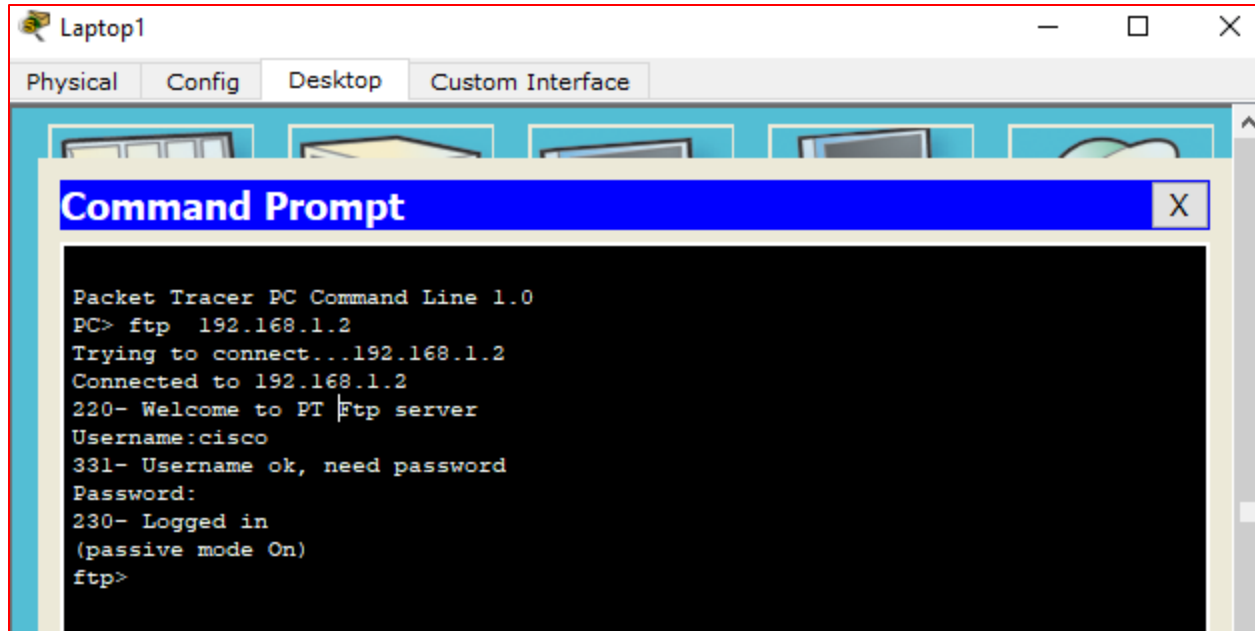 Laptop1
Physical Config Desktop Custom Interface
Command Prompt X
Packet Tracer PC Command Line 1.0
PC> ftp  192.168.1.2
Trying to connect...192.168.1.2
Connected to 192.168.1.2
220- Welcome to PT Ftp server
Username:cisco
331- Username ok, need password
Password:
230- Logged in
(passive mode On)
ftp>